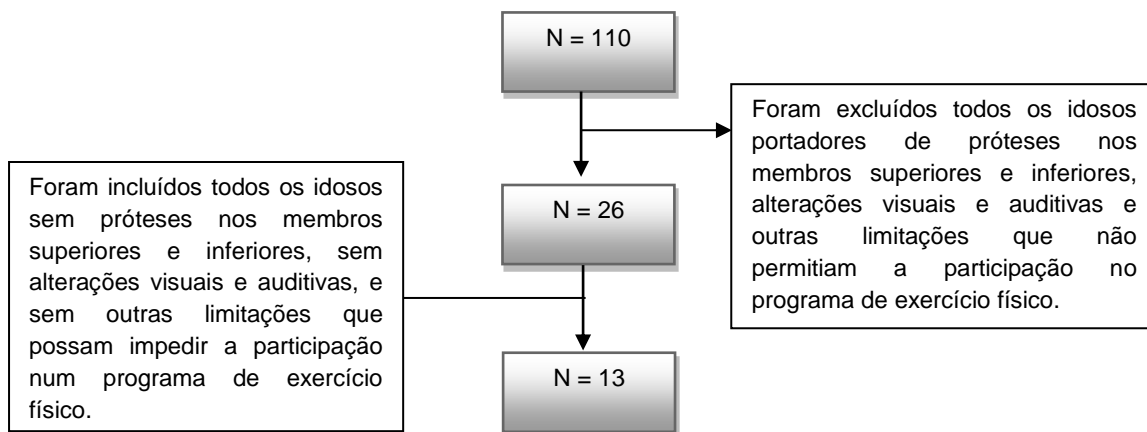 N = 110
Foram excluídos todos os idosos
portadores de próteses nos
membros superiores e inferiores,
alterações visuais e auditivas e
outras limitações que não
permitiam a participação no
programa de exercício físico.
Foram incluídos todos os idosos
sem próteses nos membros
superiores e inferiores, sem
alterações visuais e auditivas, e
sem outras limitações que
possam impedir a participação
num programa de exercício
físico.
N = 26
N = 13